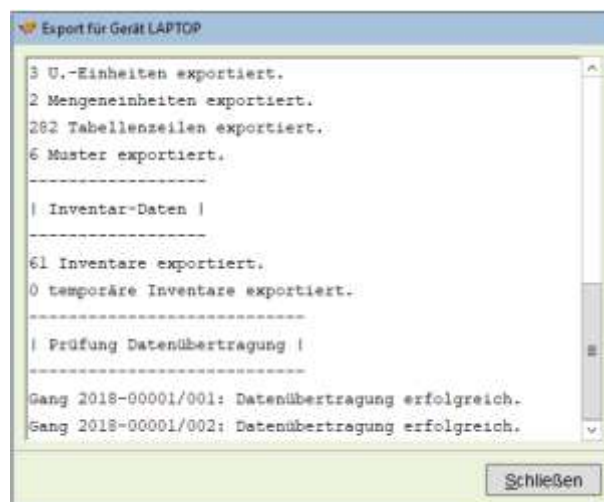 Export für Gerät LAPTOP
3 U.-Einheiten exportiert.
2 Mengeneinheiten exportiert.
282 Tabellenzeilen exportiert.
6 Muster exportiert.
------------------
| Inventar-Daten |
------------------
61 Inventare exportiert.
0 temporäre Inventare exportiert.
----------------------------
| Prüfung Datenübertragung |
----------------------------
Gang 2018-00001/001: Datenübertragung erfolgreich.
Gang 2018-00001/002: Datenübertragung erfolgreich.
Schließen